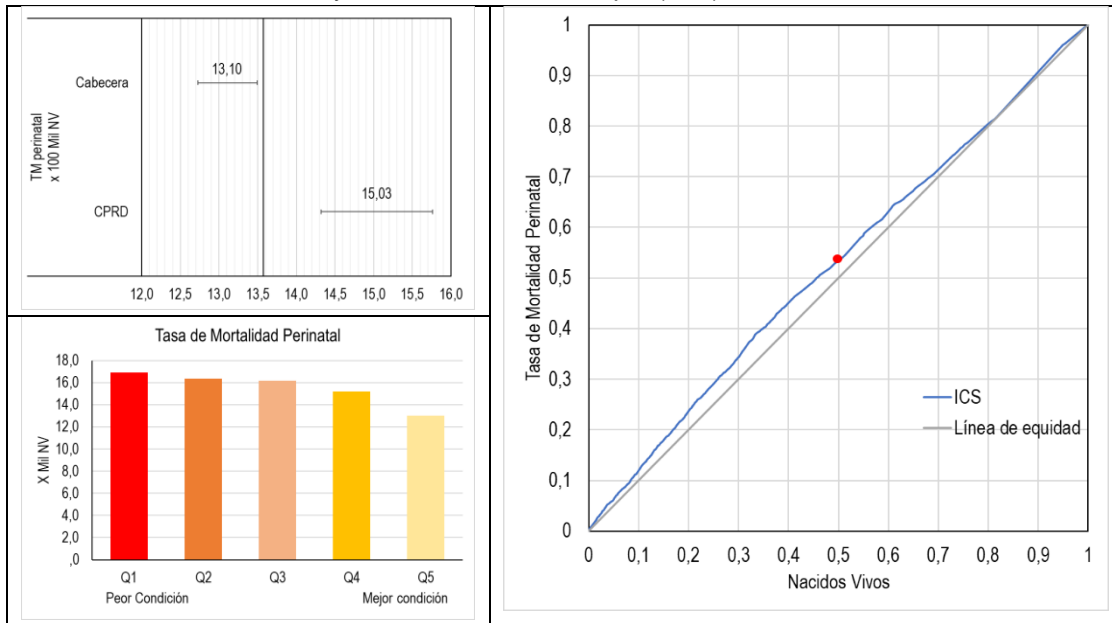 13,10
Cabecera
TM perinatal
x 100 Mil NV
15,03
CPRD
12,0 12,5 13,0 13,5 14,0 14,5 15,0 15,5 16,0
Tasa de Mortalidad Perinatal
18,0
16,0
14,0
12,0
10,0
8,0
6,0
4,0
2,0
,0
X Mil NV
Q1 Q2 Q3 Q4 Q5
Peor Condición Mejor condición
1
0,9
0,8
0,7
0,6
0,5
0,4
0,3
0,2
0,1
0
Tasa de Mortalidad Perinatal
ICS
Línea de equidad
0 0,1 0,2 0,3 0,4 0,5 0,6 0,7 0,8 0,9 1
Nacidos Vivos